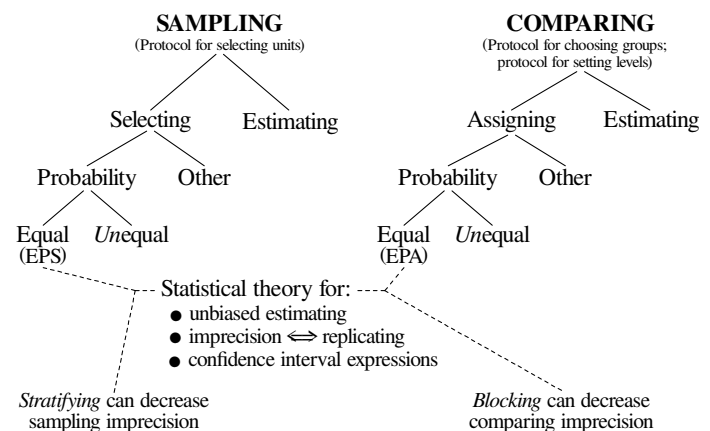 SAMPLING
(Protocol for selecting units)
Selecting
Estimating
Probability
Other
Equal
(EPS)
Unequal
COMPARING
(Protocol for choosing groups;
protocol for setting levels)
Assigning
Estimating
Probability
Other
Equal
(EPA)
Unequal
Statistical theory for:
● unbiased estimating
● imprecision ⟺ replicating
● confidence interval expressions
Stratifying can decrease
sampling imprecision
Blocking can decrease
comparing imprecision